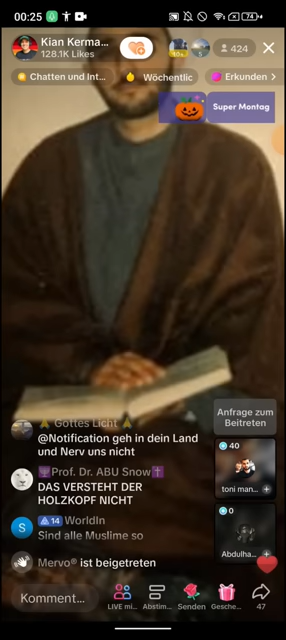 00:25
74
Kian Kerma...
128.1K Likes
424
Chatten und Int...
Wöchentlich
Erkunden >
Super Montag
Gottes Licht
@Notification geh in dein Land
und Nerv uns nicht
Prof. Dr. ABU Snow
DAS VERSTEHT DER
HOLZKOPF NICHT
S
14 WorldIn
Sind alle Muslime so
Mervo® ist beigetreten
Anfrage zum
Beitreten
40
toni man...
0
Abdulha...
Komment...
LIVE mi...
Abstim...
Senden
Gesche...
47